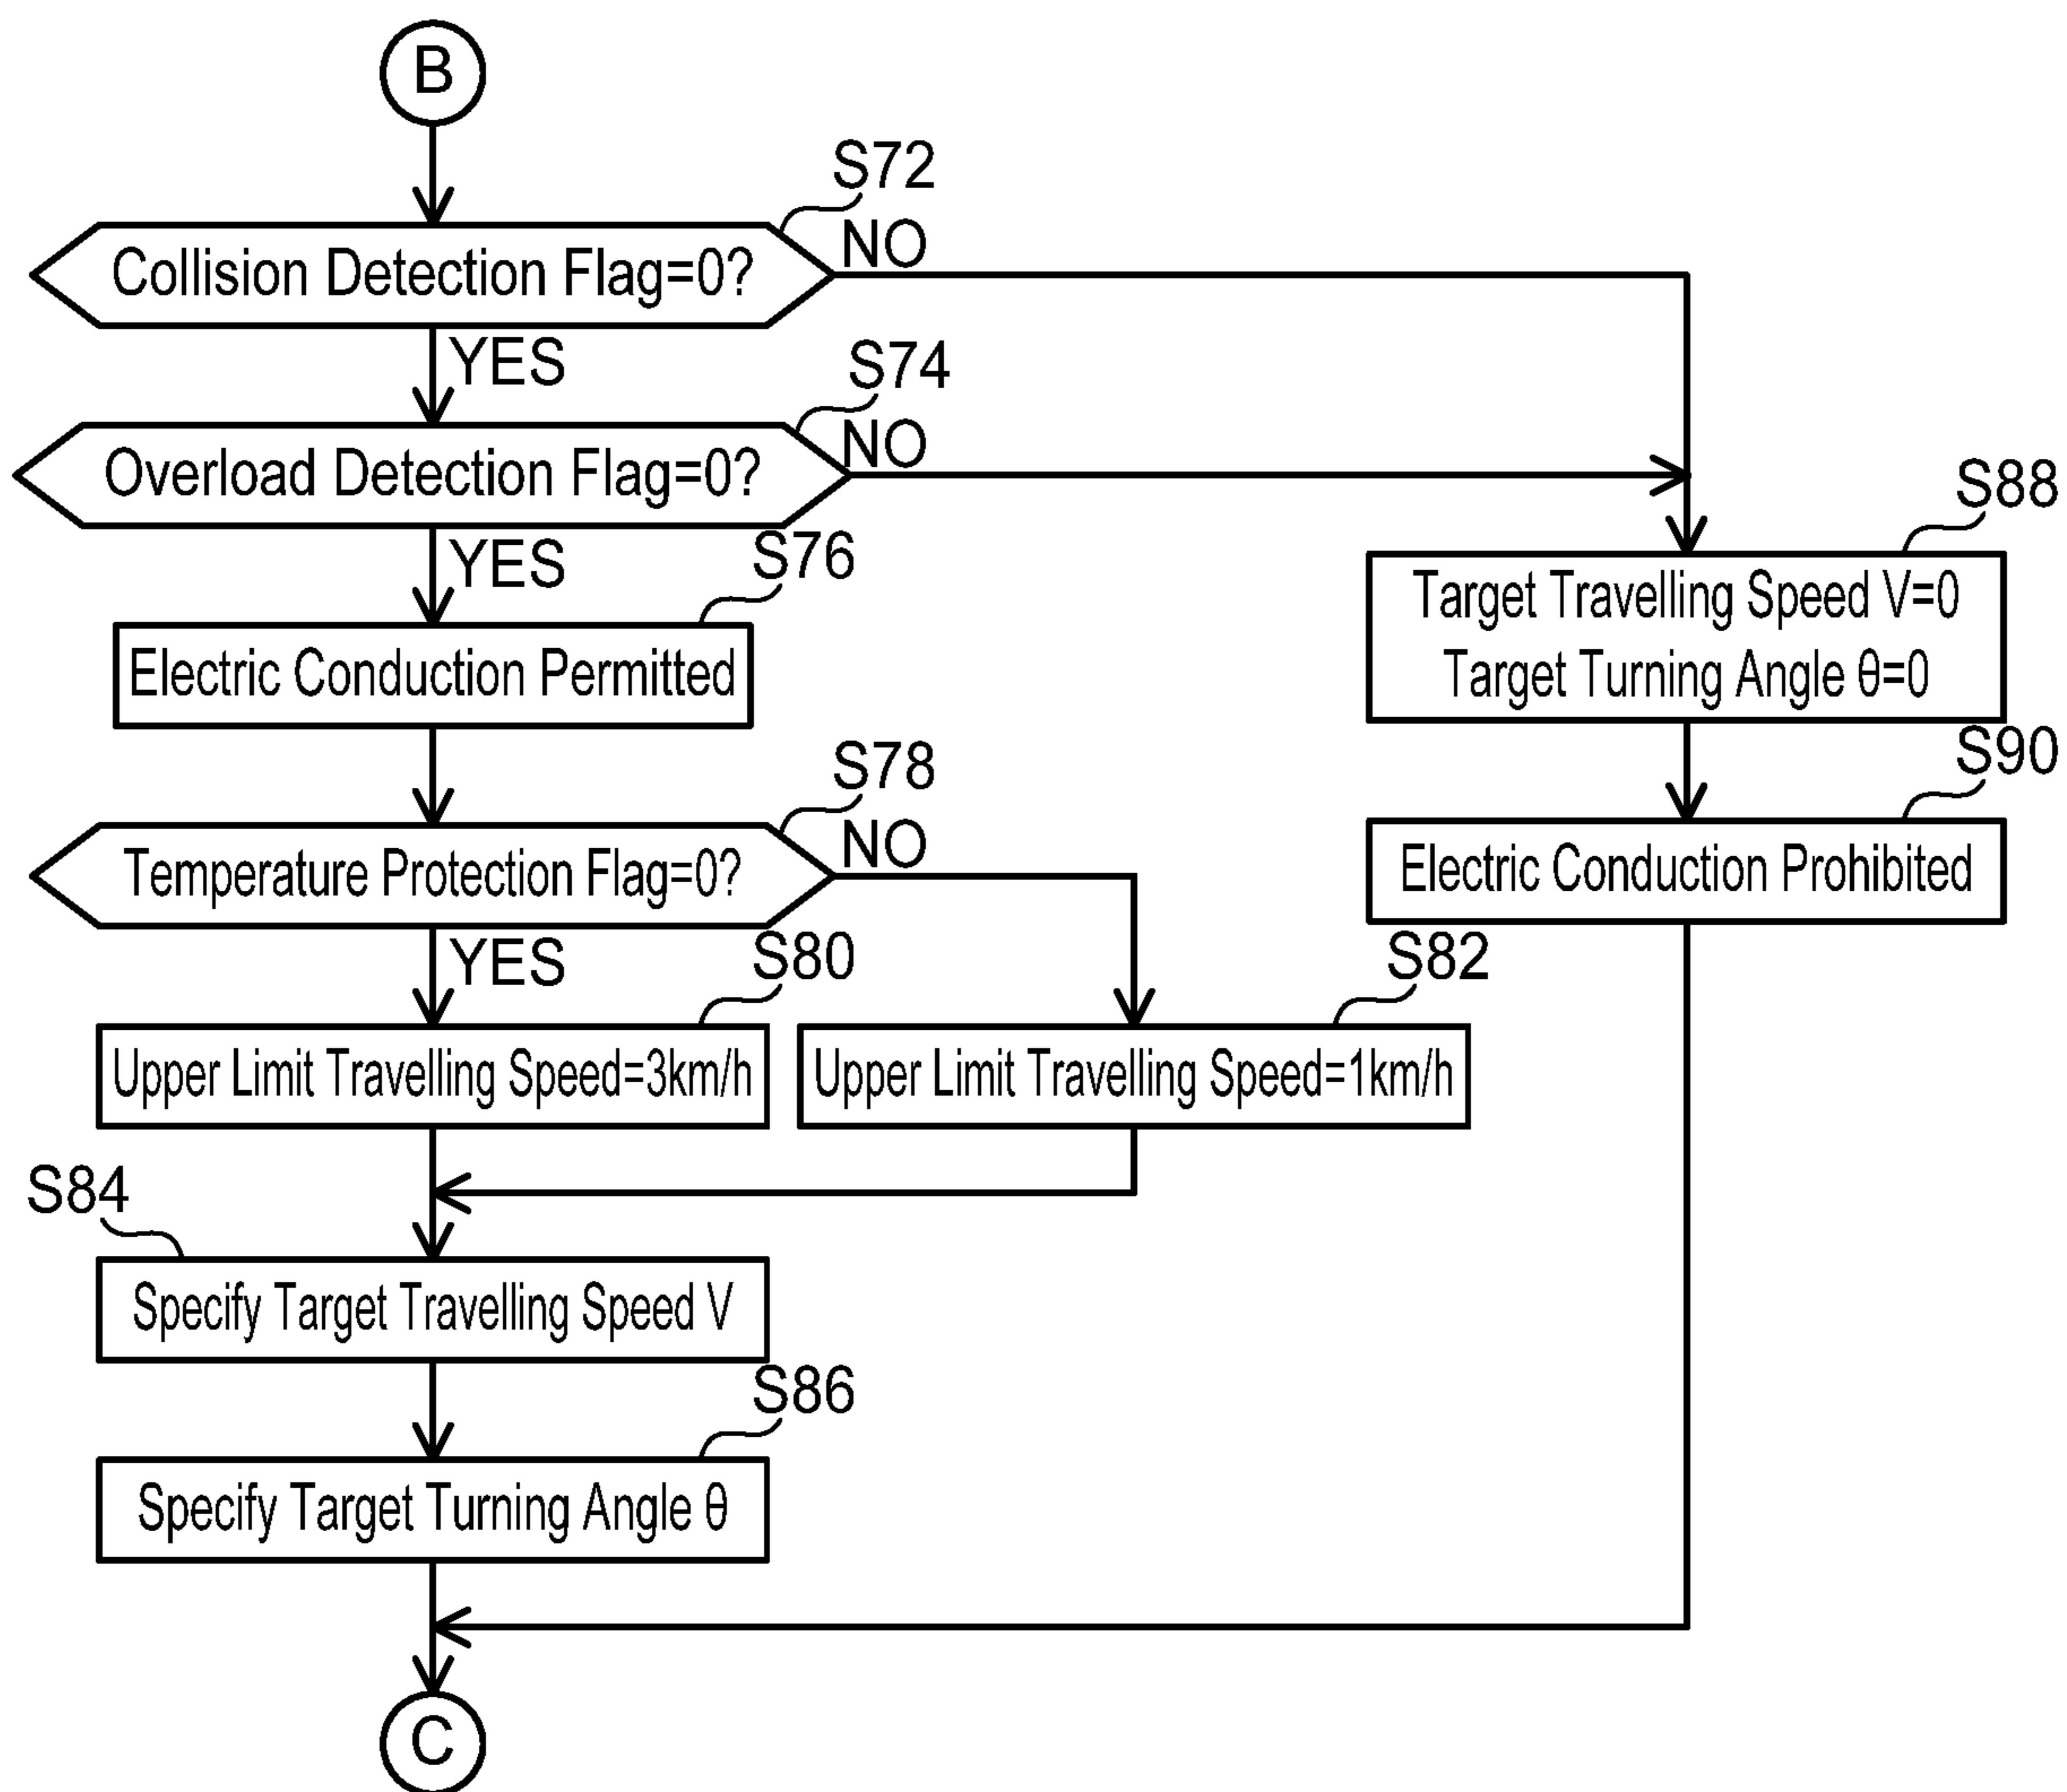 B
S72
Collision Detection Flag=0?
NO
YES
S74
Overload Detection Flag=0?
NO
YES
S76
Electric Conduction Permitted
S88
Target Travelling Speed V=0
Target Turning Angle θ=0
S78
Temperature Protection Flag=0?
NO
YES
S90
Electric Conduction Prohibited
S80
Upper Limit Travelling Speed=3km/h
S82
Upper Limit Travelling Speed=1km/h
S84
Specify Target Travelling Speed V
S86
Specify Target Turning Angle θ
C